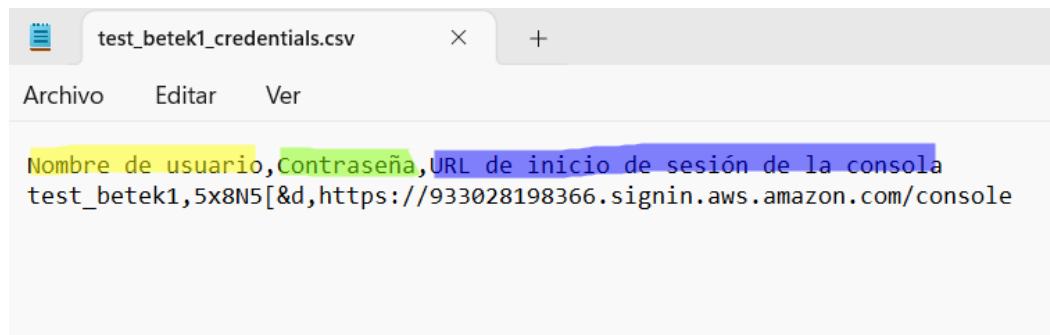 test_betek1_credentials.csv
Archivo Editar Ver
Nombre de usuario,Contraseña,URL de inicio de sesión de la consola
test_betek1,5x8N5[&d,https://933028198366.signin.aws.amazon.com/console